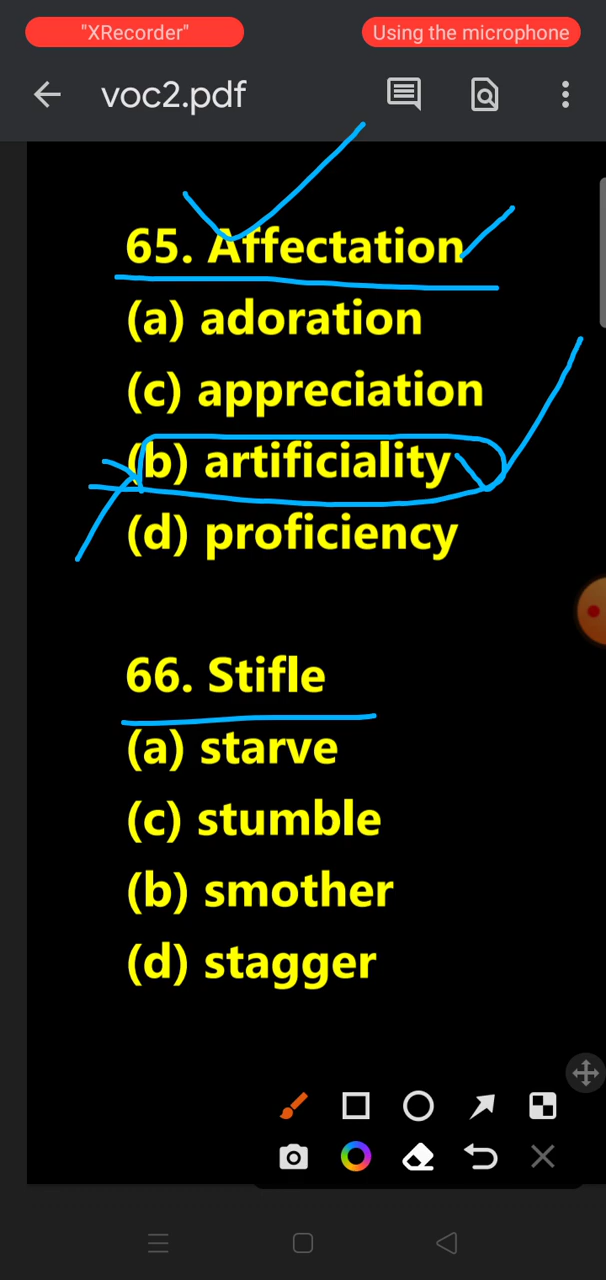 "XRecorder"
Using the microphone
voc2.pdf
65. Affectation
(a) adoration
(c) appreciation
(b) artificiality
(d) proficiency
66. Stifle
(a) starve
(c) stumble
(b) smother
(d) stagger